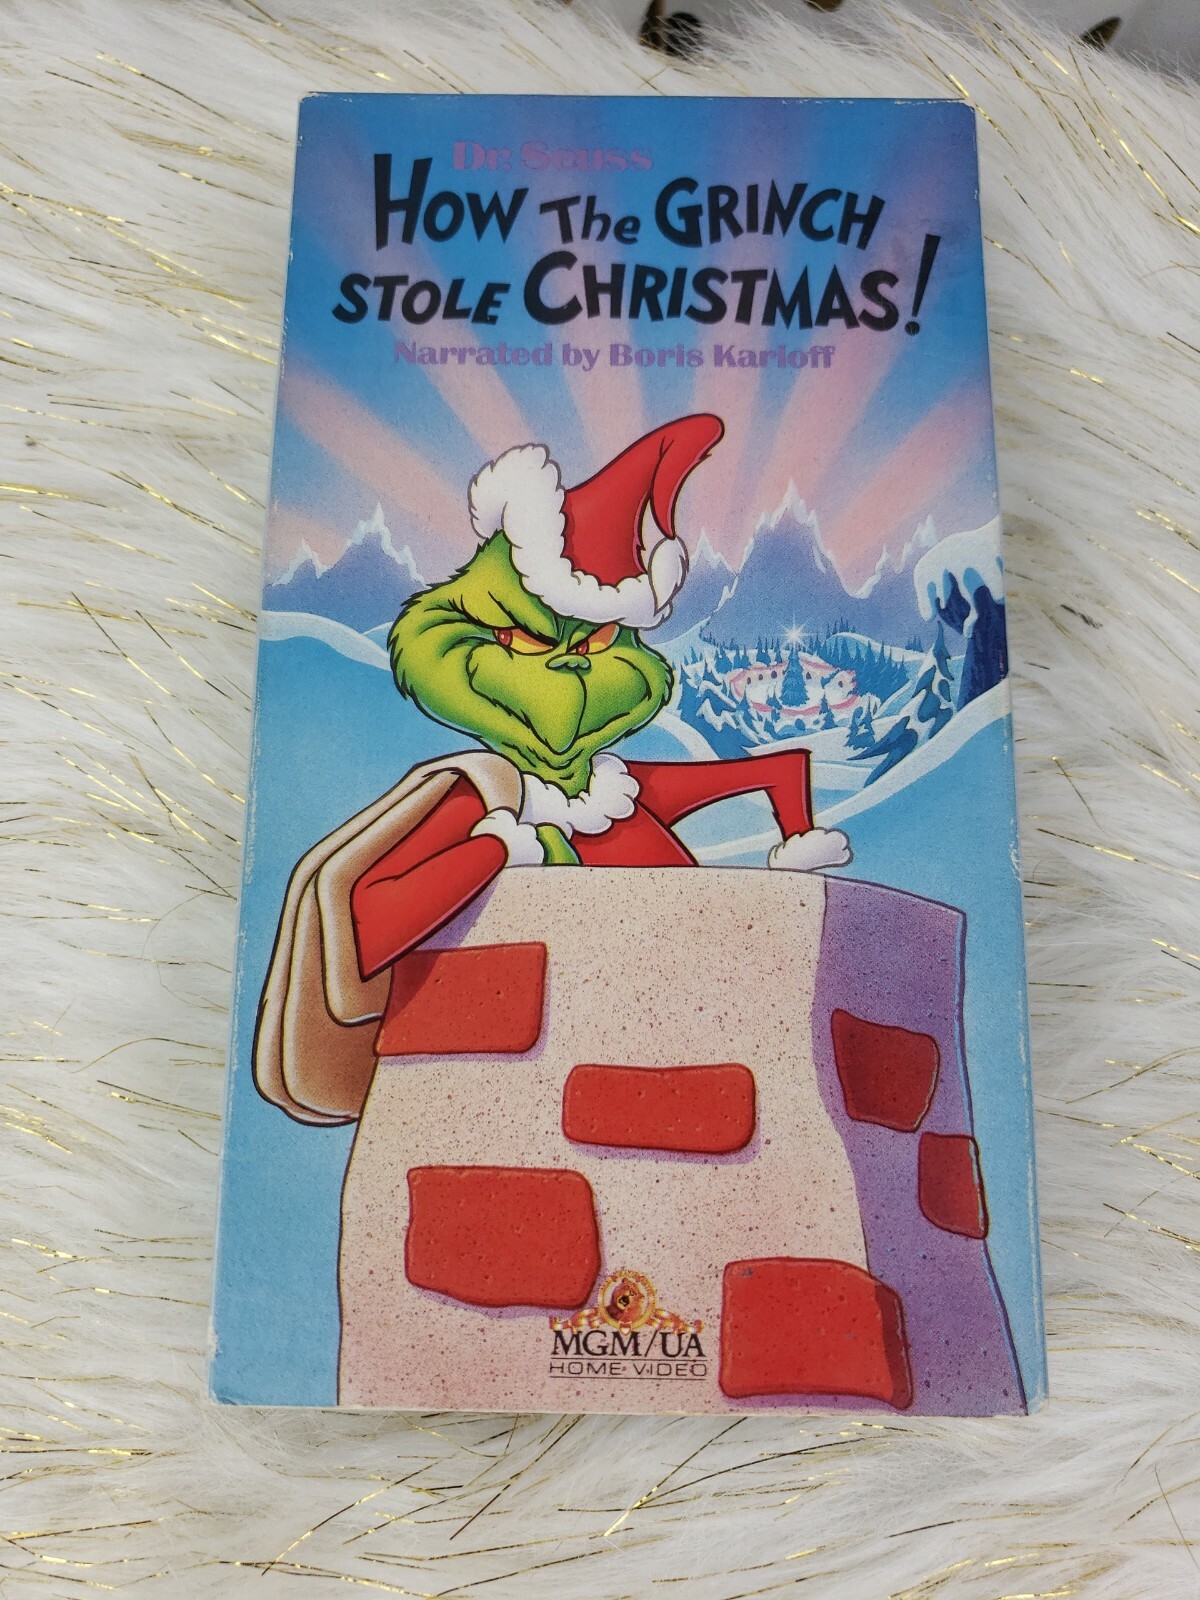 Dr. Seuss
HOW The GRINCH
STOLE CHRISTMAS!
Narrated by Boris Karloff
MGM/UA
HOME VIDEO